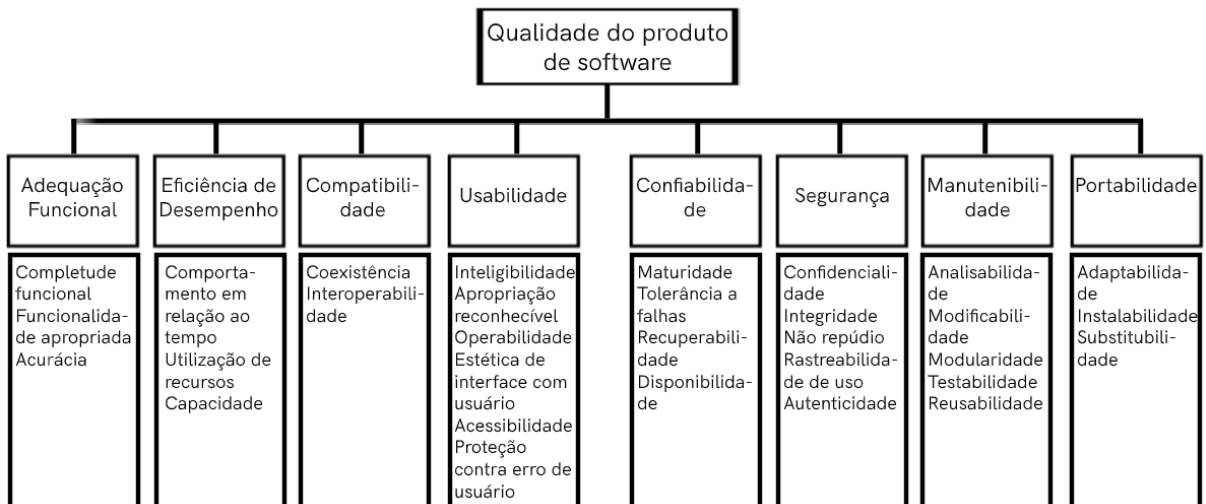 Qualidade do produto
de software
Adequação
Funcional
Eficiência de
Desempenho
Compatibili-
dade
Usabilidade
Confiabilida-
de
Segurança
Manutenibili-
dade
Portabilidade
Completude
funcional
Funcionalida-
de apropriada
Acurácia
Comporta-
mento em
relação ao
tempo
Utilização de
recursos
Capacidade
Coexistência
Interoperabili-
dade
Inteligibilidade
Apropriação
reconhecível
Operabilidade
Estética de
interface com
usuário
Acessibilidade
Proteção
contra erro de
usuário
Maturidade
Tolerância a
falhas
Recuperabili-
dade
Disponibilida-
de
Confidenciali-
dade
Integridade
Não repúdio
Rastreabilida-
de de uso
Autenticidade
Analisabilida-
de
Modificabili-
dade
Modularidade
Testabilidade
Reusabilidade
Adaptabilida-
de
Instalabilidade
Substitubili-
dade